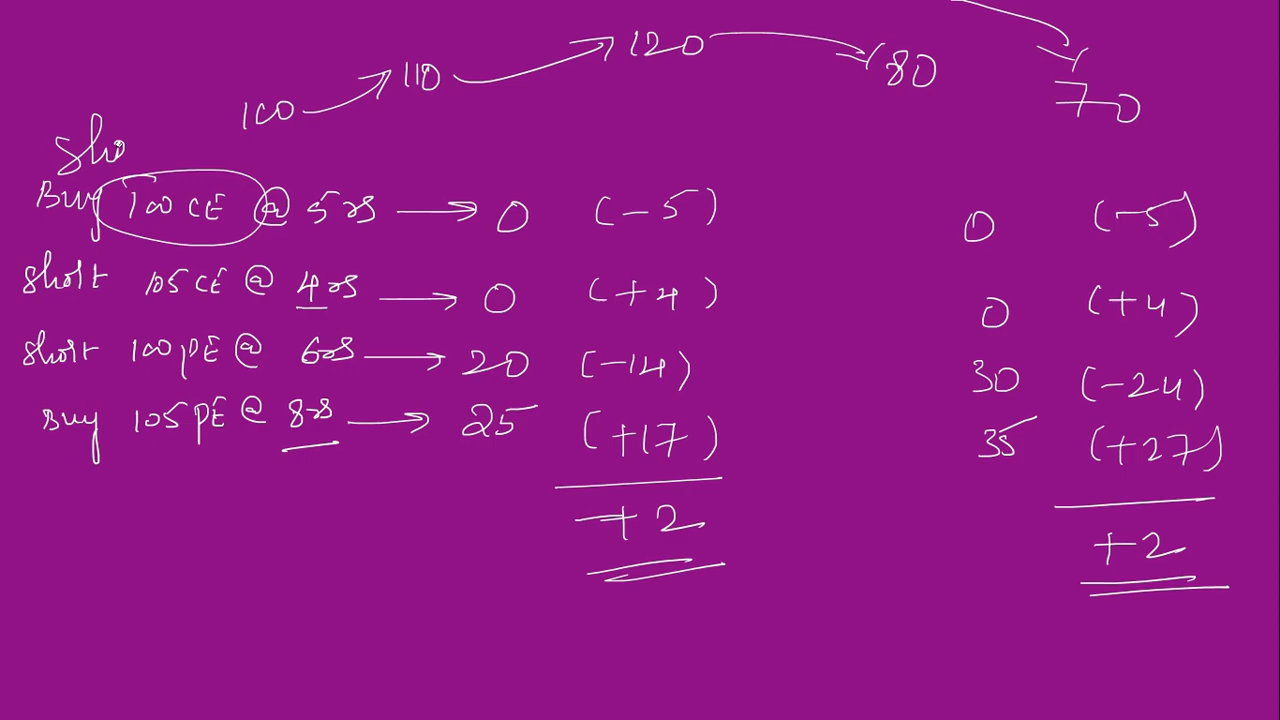 100 → 110 → 120 → 80 70
Sho
Buy 100 CE @ 5 rs → 0 (-5) 0 (-5)
Short 105 CE @ 4 rs → 0 (+4) 0 (+4)
Short 100 PE @ 6 rs → 20 (-14) 30 (-24)
Buy 105 PE @ 8 rs → 25 (+17) 35 (+27)
+2 +2